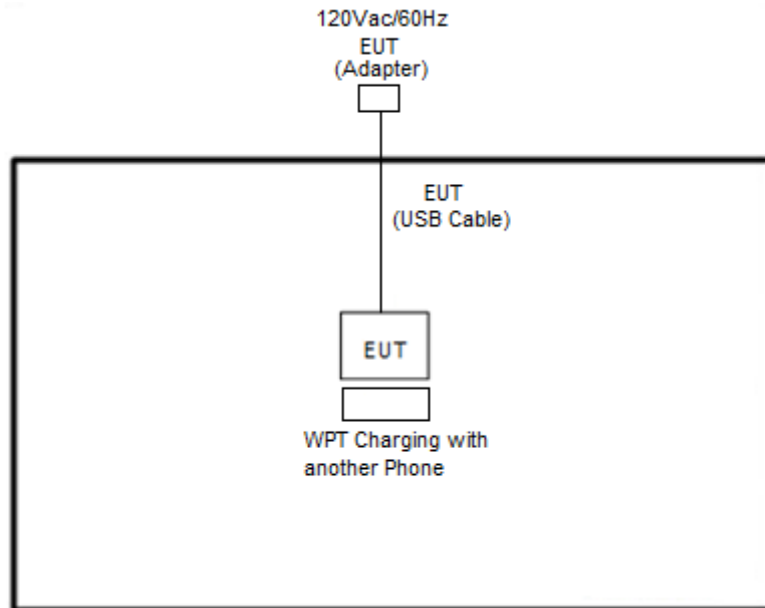 120Vac/60Hz
EUT
(Adapter)
EUT
(USB Cable)
EUT
WPT Charging with
another Phone